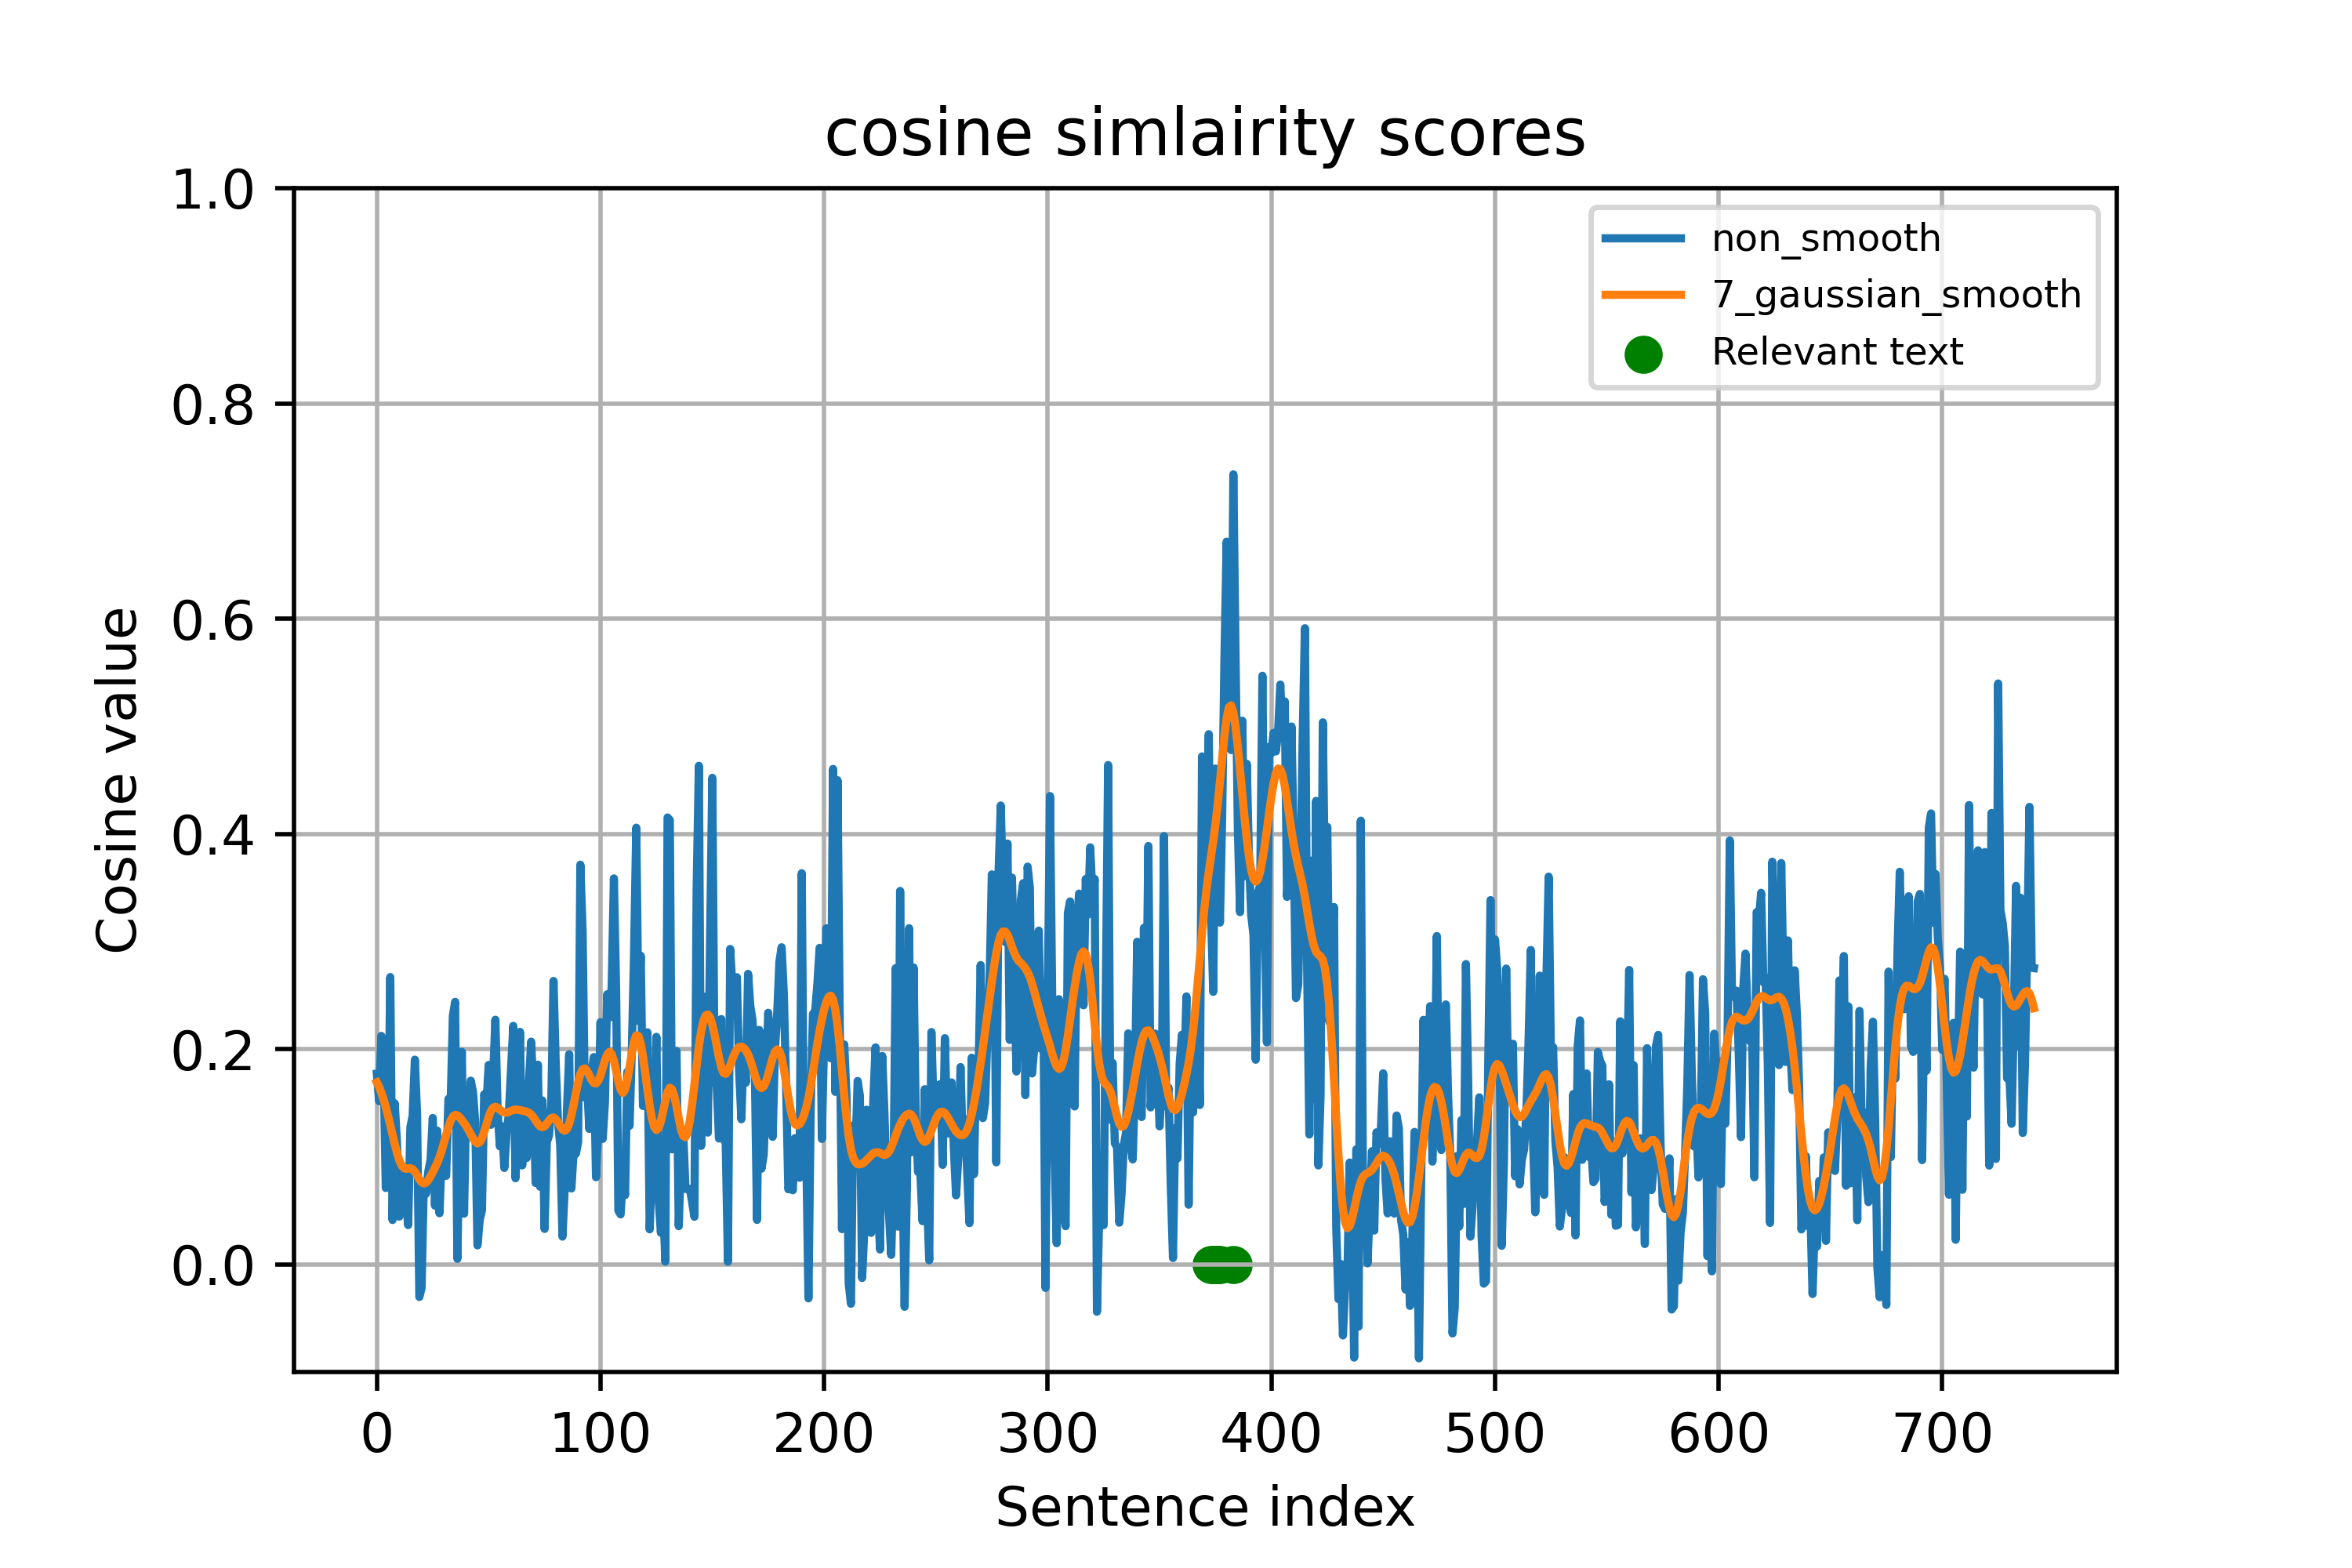 cosine simlairity scores
1.0
0.8
0.6
0.4
0.2
0.0
Cosine value
non_smooth
7_gaussian_smooth
Relevant text
0 100 200 300 400 500 600 700
Sentence index